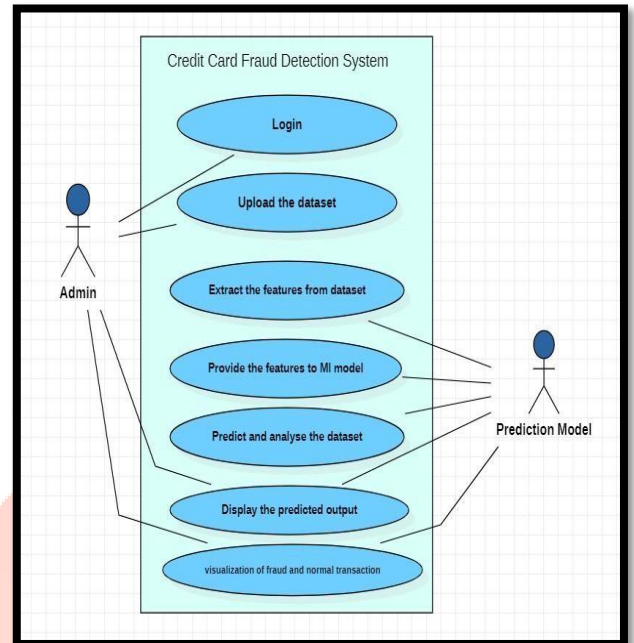 Credit Card Fraud Detection System
Login
Upload the dataset
Admin
Extract the features from dataset
Provide the features to MI model
Predict and analyse the dataset
Prediction Model
Display the predicted output
visualization of fraud and normal transaction